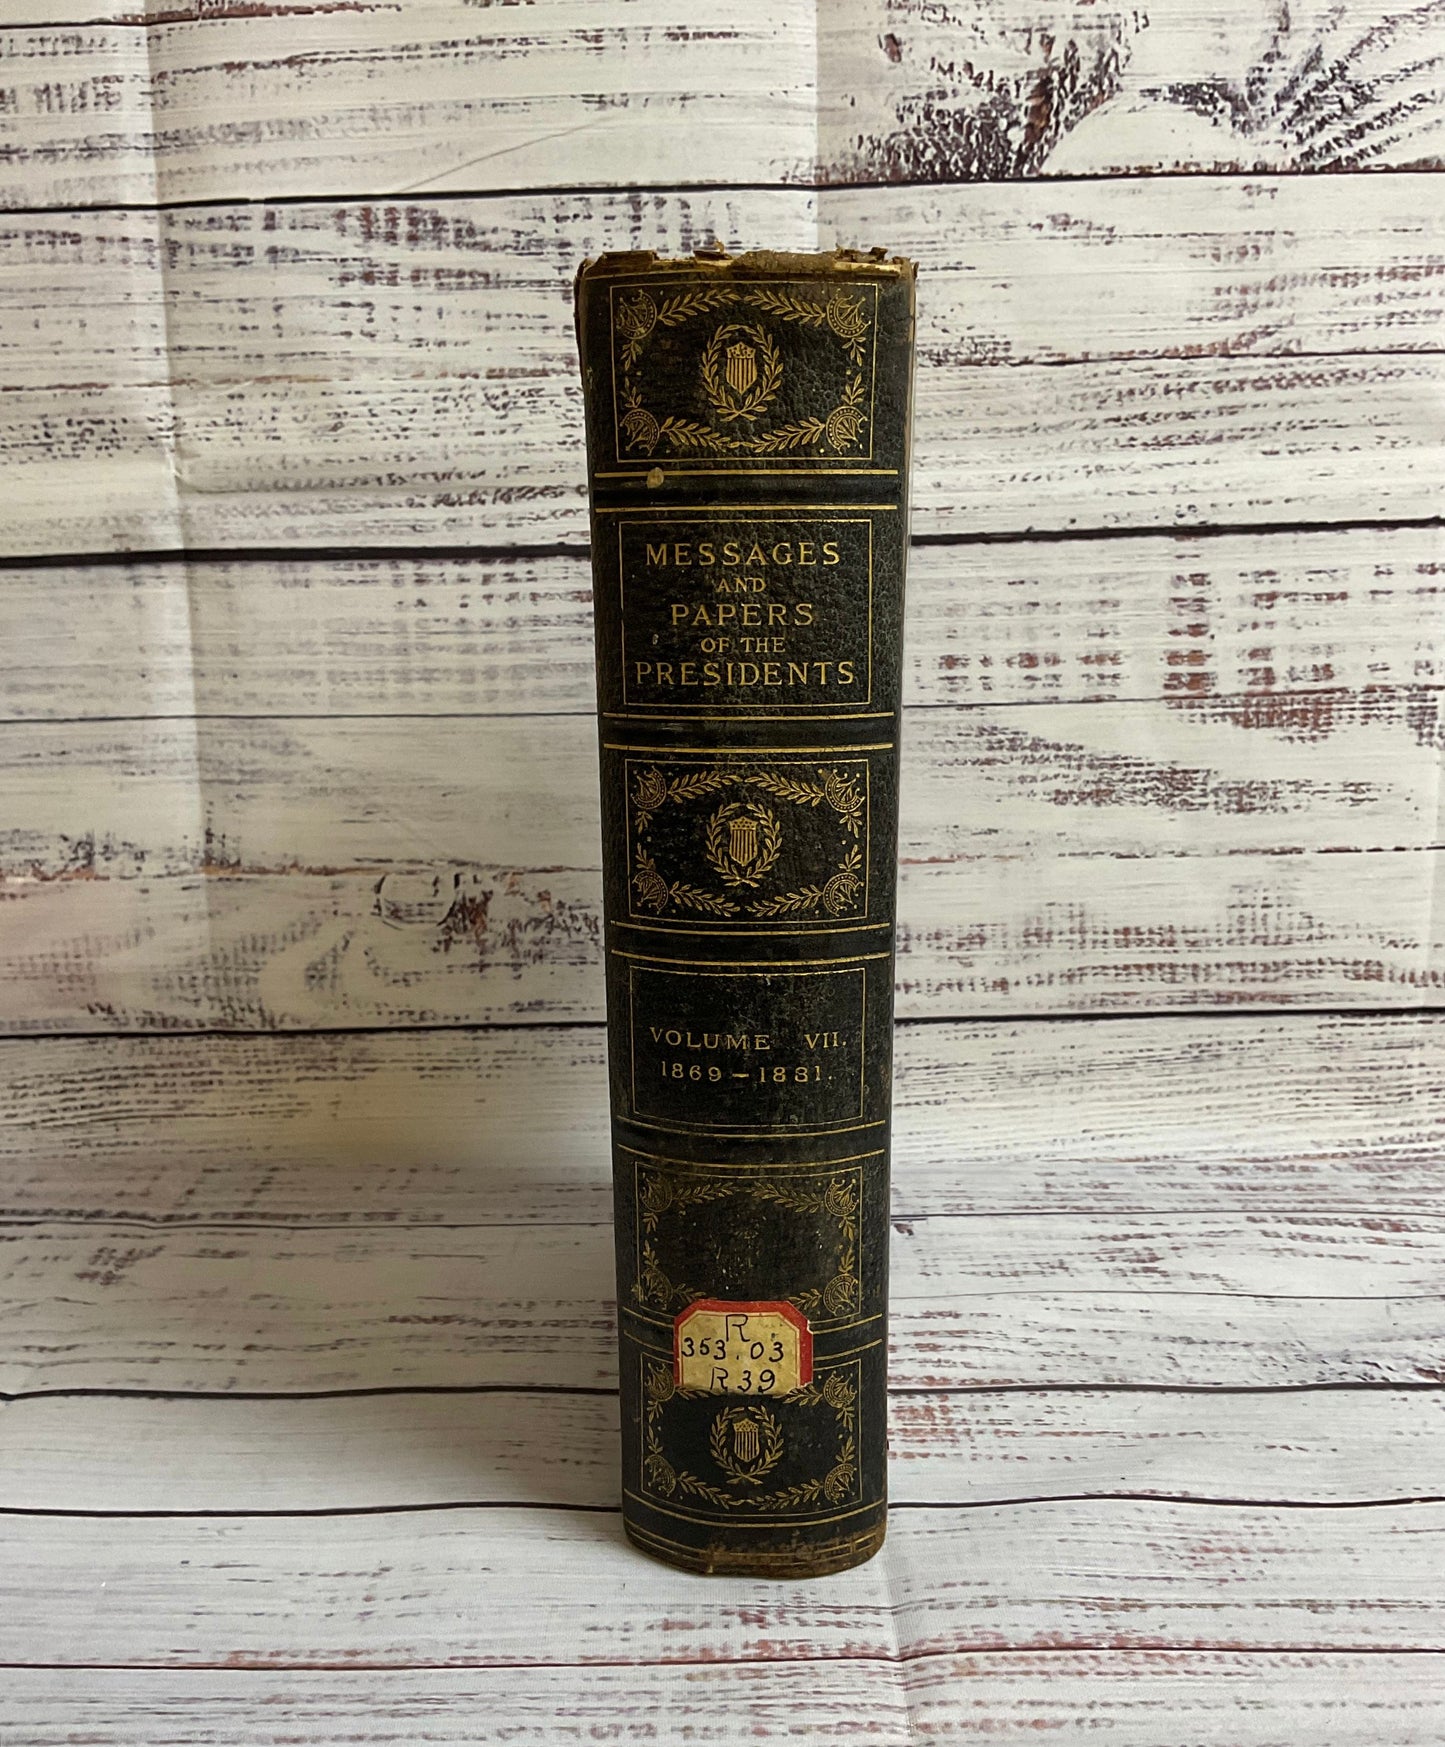 MESSAGES
AND
PAPERS
OF THE
PRESIDENTS
VOLUME VII.
1869-1881.
R.
353.03
R39